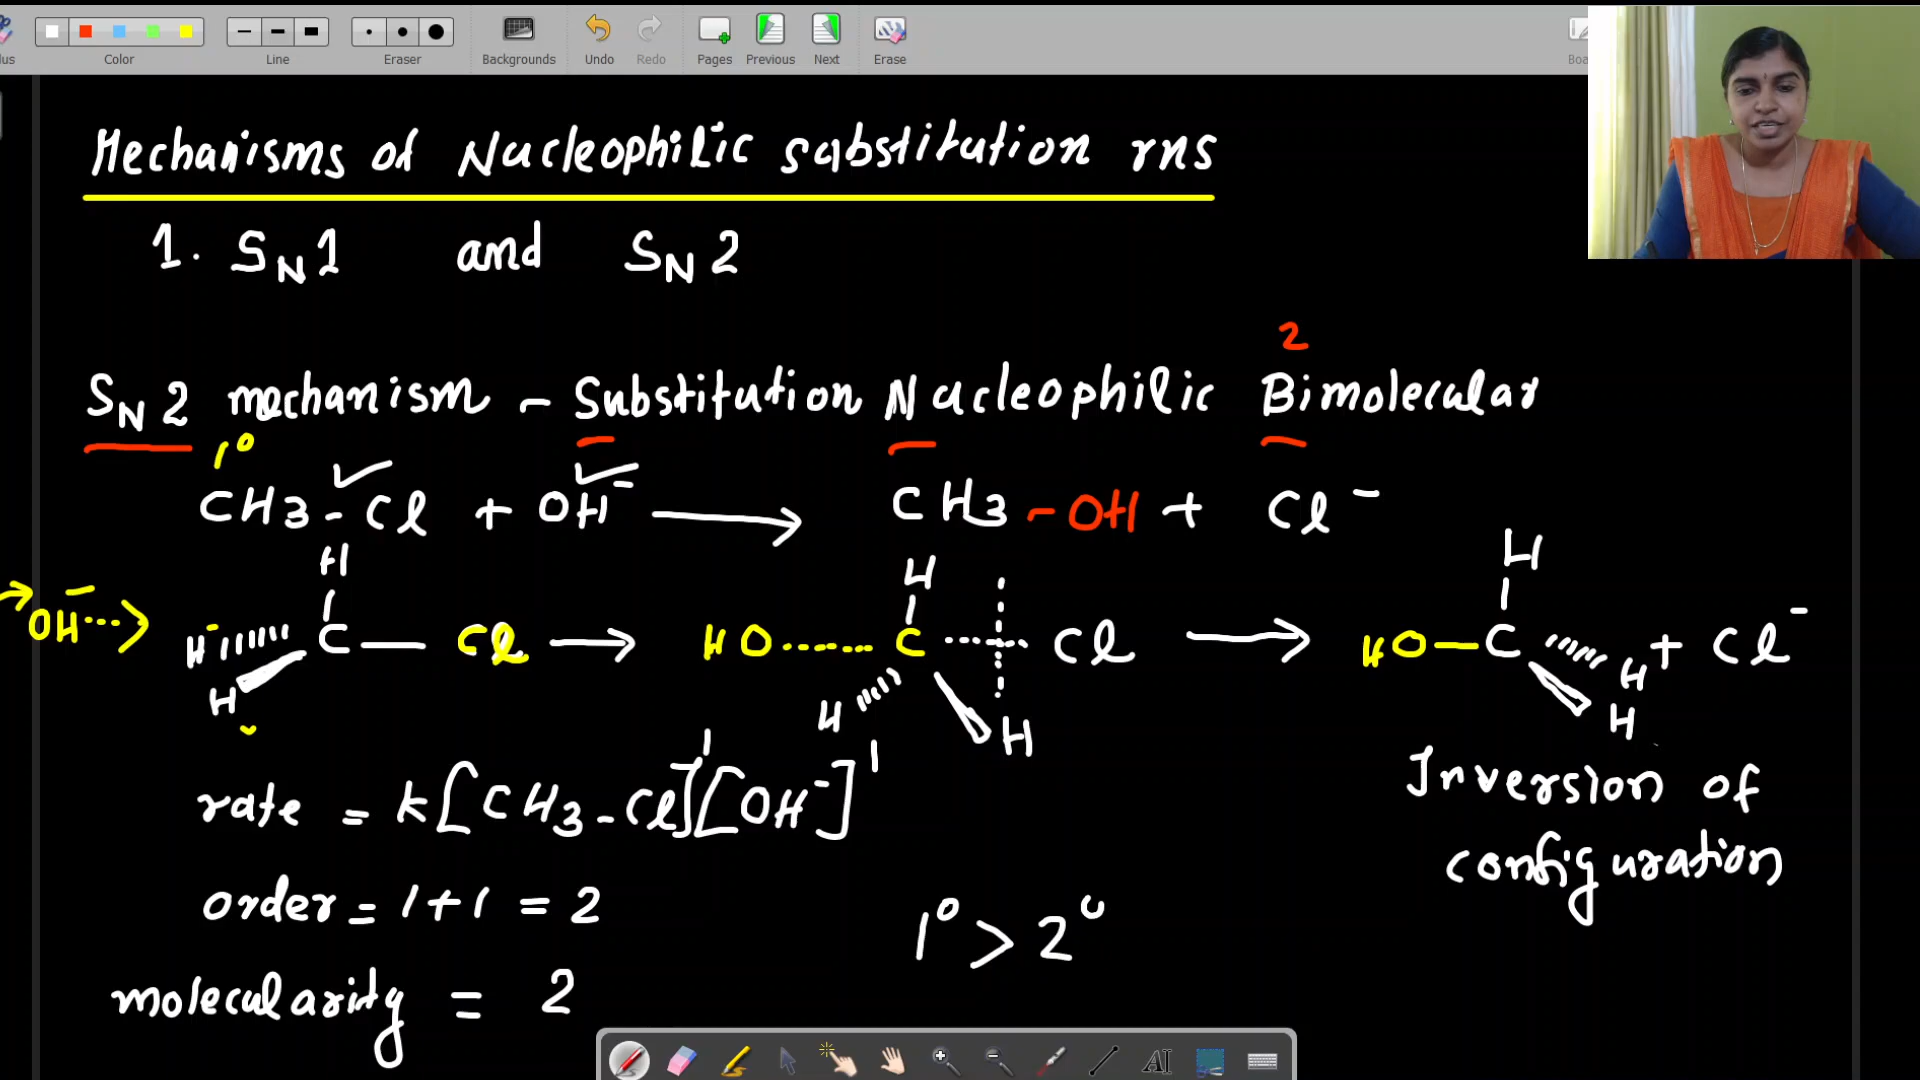 Color Line Eraser Backgrounds Undo Redo Pages Previous Next Erase
Mechanisms of Nucleophilic substitution rns
1. SN1 and SN2
2
SN2 mechanism - Substitution Nucleophilic Bimolecular
1°
CH3 - Cl + OH⁻ → CH3 - OH + Cl⁻
H H H
OH⁻ H C — Cl → HO C Cl → HO — C H + Cl⁻
H H H H
rate = k[CH3-Cl]¹[OH⁻]¹
Inversion of
configuration
order = 1+1 = 2
1° > 2°
molecularity = 2
AI